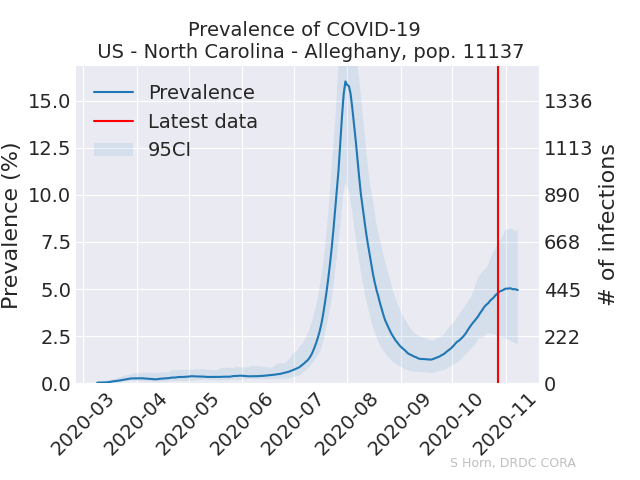 Prevalence of COVID-19
US - North Carolina - Alleghany, pop. 11137
Prevalence
Latest data
95CI
Prevalence (%)
15.0
12.5
10.0
7.5
5.0
2.5
0.0
1336
1113
890
668
445
222
0
# of infections
2020-03
2020-04
2020-05
2020-06
2020-07
2020-08
2020-09
2020-10
2020-11
S Horn, DRDC CORA